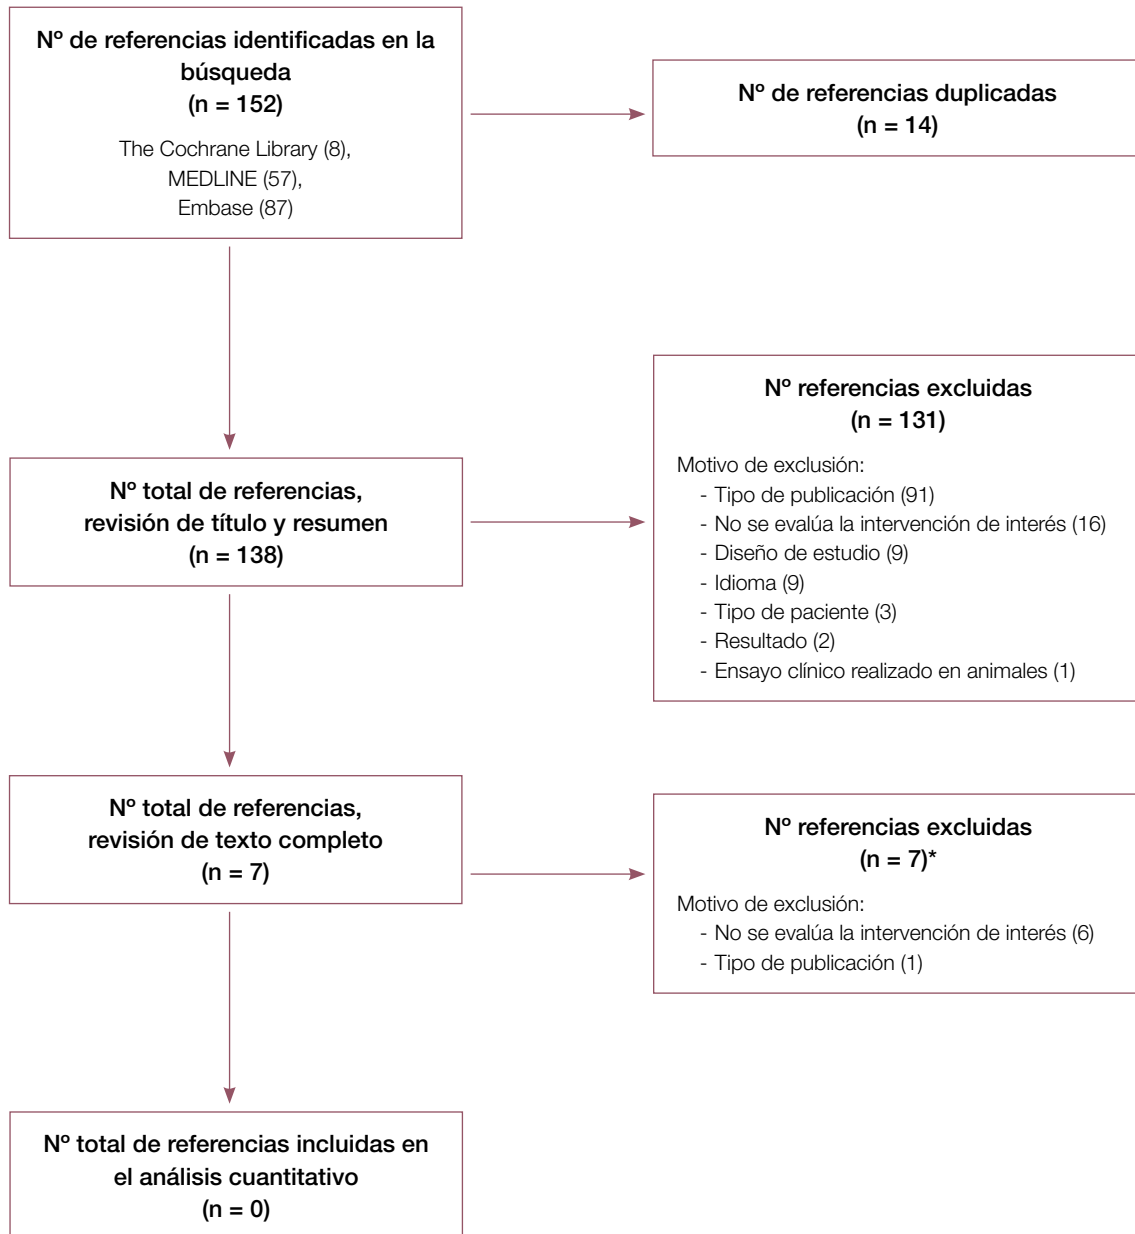 Nº de referencias identificadas en la
búsqueda
(n = 152)
The Cochrane Library (8),
MEDLINE (57),
Embase (87)
Nº de referencias duplicadas
(n = 14)
Nº total de referencias,
revisión de título y resumen
(n = 138)
Nº referencias excluidas
(n = 131)
Motivo de exclusión:
- Tipo de publicación (91)
- No se evalúa la intervención de interés (16)
- Diseño de estudio (9)
- Idioma (9)
- Tipo de paciente (3)
- Resultado (2)
- Ensayo clínico realizado en animales (1)
Nº total de referencias,
revisión de texto completo
(n = 7)
Nº referencias excluidas
(n = 7)*
Motivo de exclusión:
- No se evalúa la intervención de interés (6)
- Tipo de publicación (1)
Nº total de referencias incluidas en
el análisis cuantitativo
(n = 0)